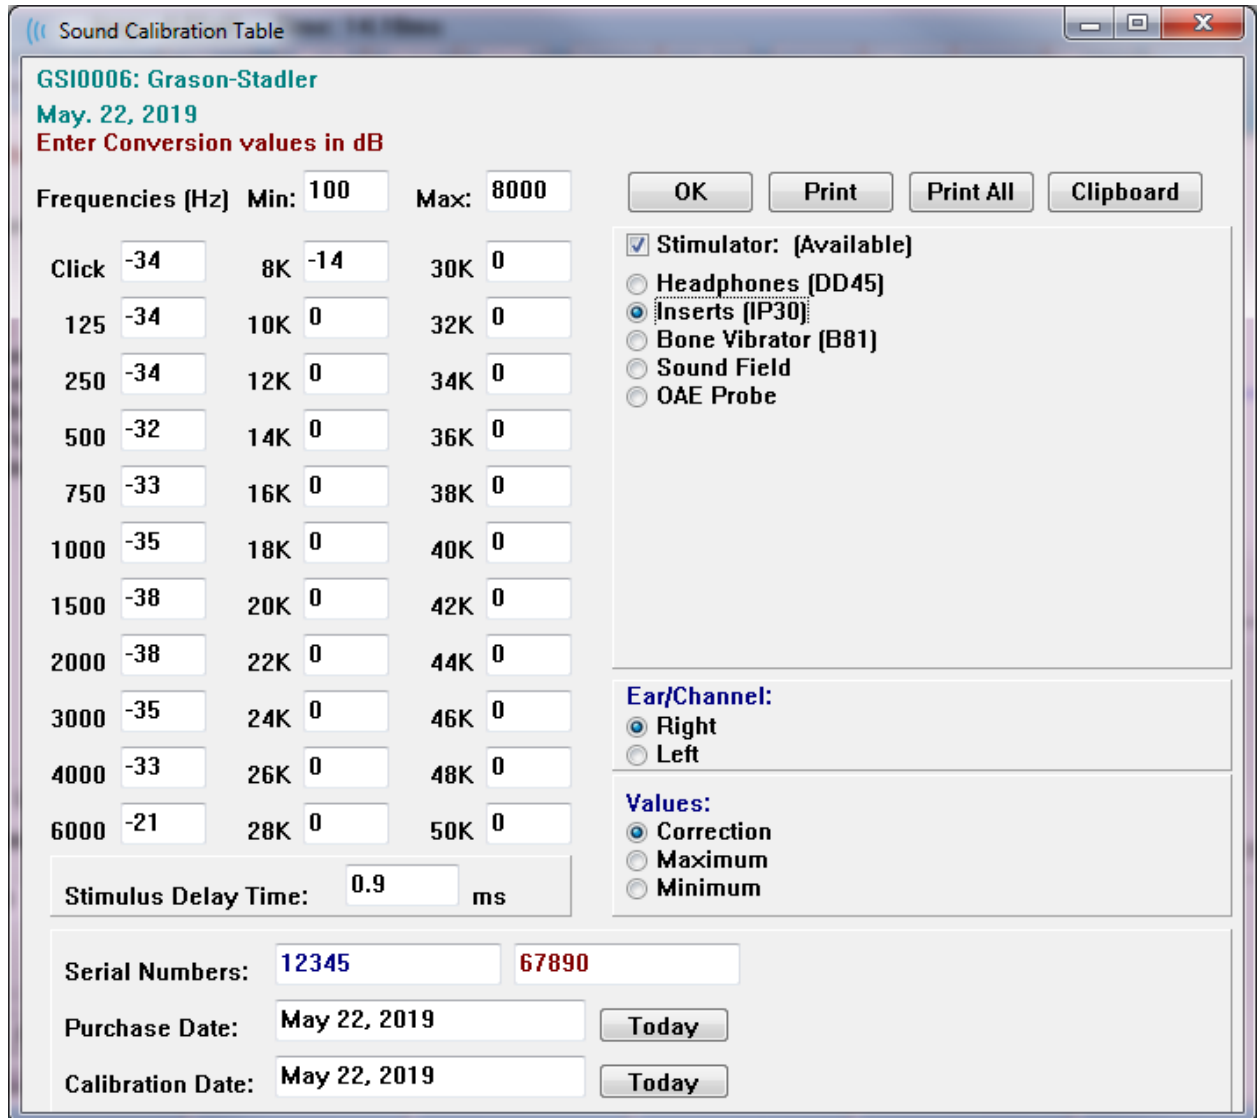 Sound Calibration Table
GSI0006: Grason-Stadler
May. 22, 2019
Enter Conversion values in dB
Frequencies (Hz) Min: 100 Max: 8000
OK Print Print All Clipboard
Click -34 8K -14 30K 0
125 -34 10K 0 32K 0
250 -34 12K 0 34K 0
500 -32 14K 0 36K 0
750 -33 16K 0 38K 0
1000 -35 18K 0 40K 0
1500 -38 20K 0 42K 0
2000 -38 22K 0 44K 0
3000 -35 24K 0 46K 0
4000 -33 26K 0 48K 0
6000 -21 28K 0 50K 0
Stimulus Delay Time: 0.9 ms
Stimulator: (Available)
Headphones (DD45)
Inserts (IP30)
Bone Vibrator (B81)
Sound Field
OAE Probe
Ear/Channel:
Right
Left
Values:
Correction
Maximum
Minimum
Serial Numbers: 12345 67890
Purchase Date: May 22, 2019 Today
Calibration Date: May 22, 2019 Today